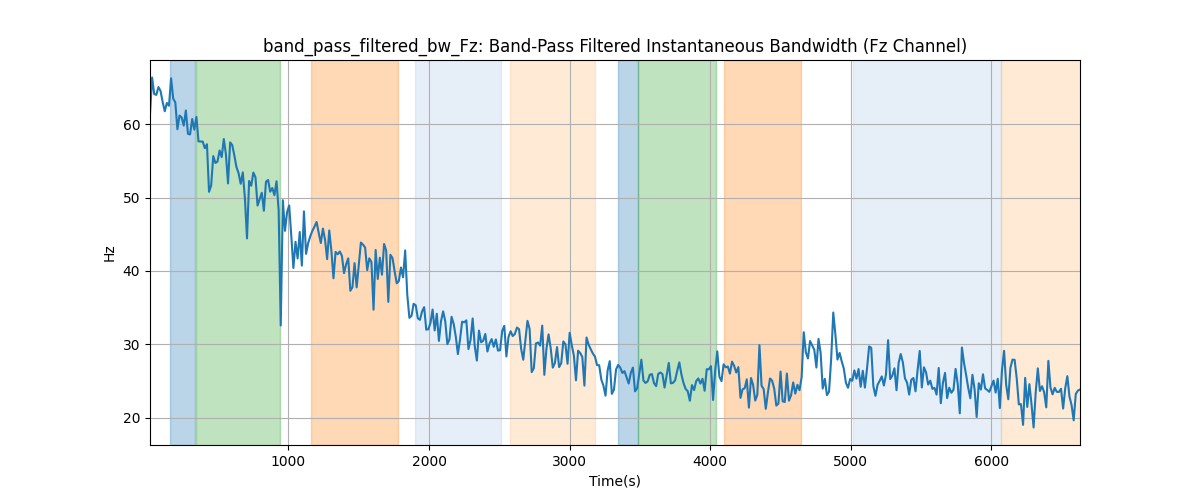 band_pass_filtered_bw_Fz: Band-Pass Filtered Instantaneous Bandwidth (Fz Channel)
60
50
40
30
20
Hz
1000 2000 3000 4000 5000 6000
Time(s)